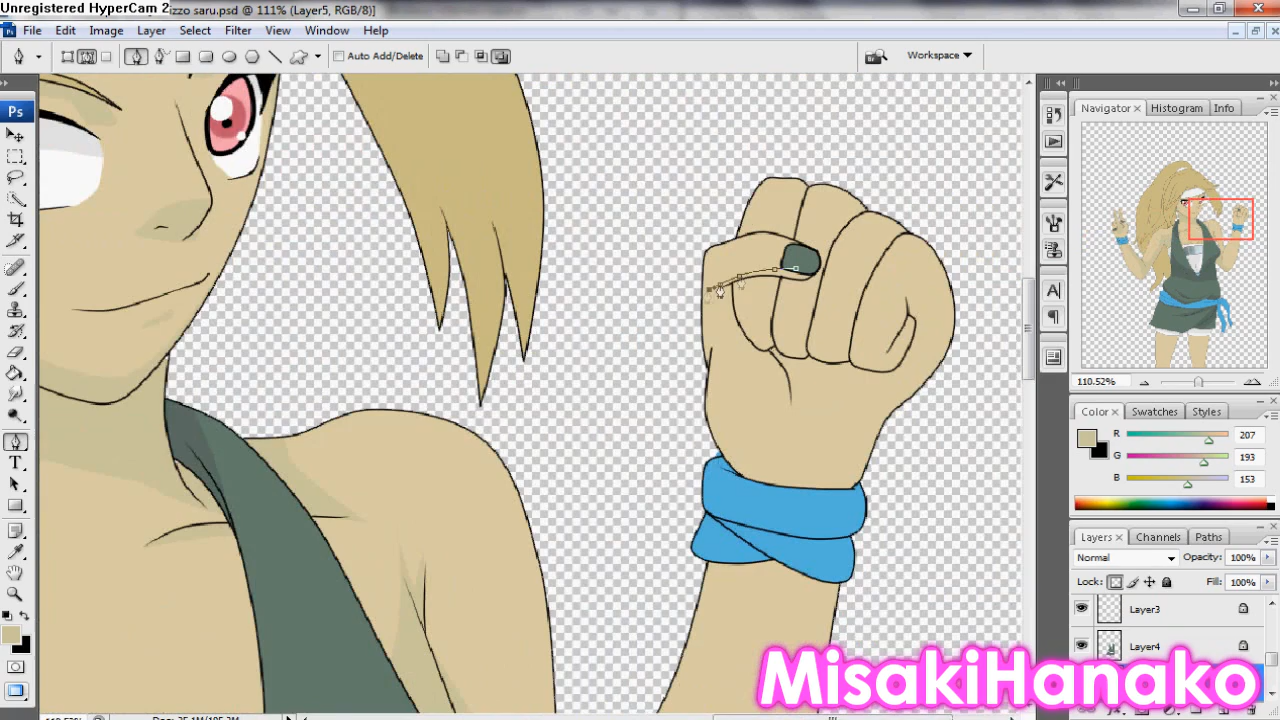 Unregistered HyperCam 2
izzo saru.psd @ 111% (Layer5, RGB/8)]
File Edit Image Layer Select Filter View Window Help
Auto Add/Delete
Workspace
Ps
Navigator Histogram Info
110.52%
Color Swatches Styles
R 207
G 193
B 153
Layers Channels Paths
Normal Opacity: 100%
Lock: Fill: 100%
Layer3
Layer4
MisakiHanako